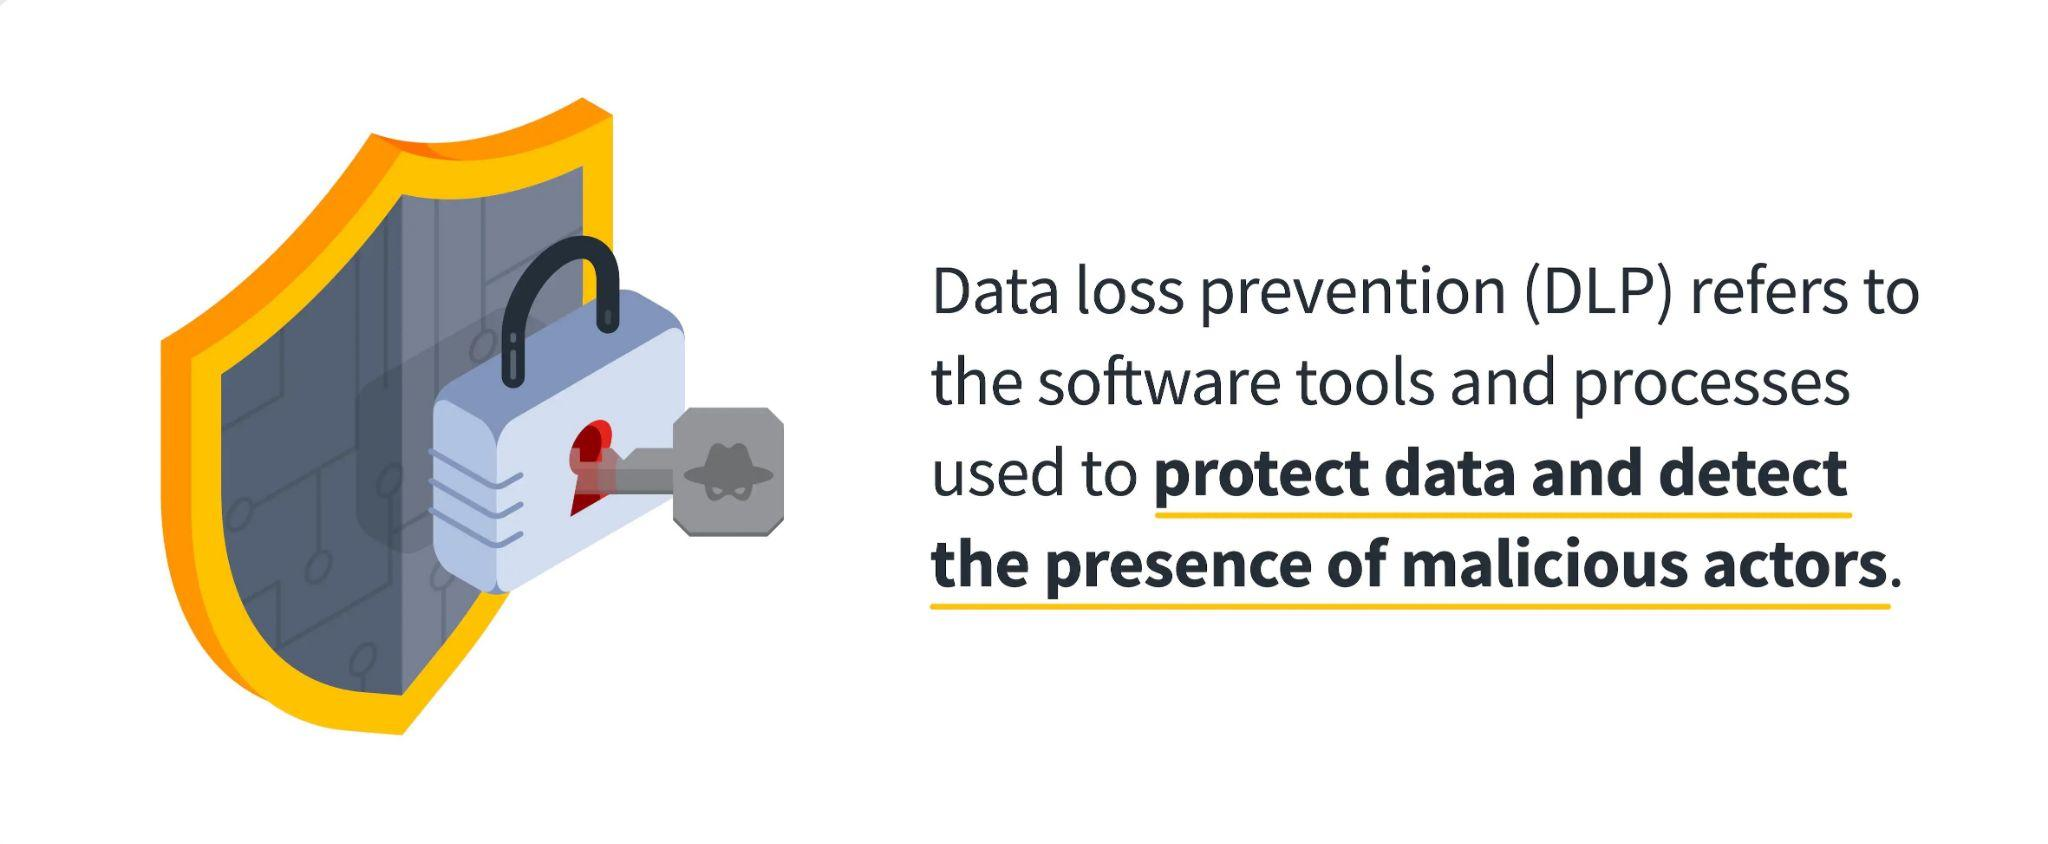 Data loss prevention (DLP) refers to
the software tools and processes
used to protect data and detect
the presence of malicious actors.